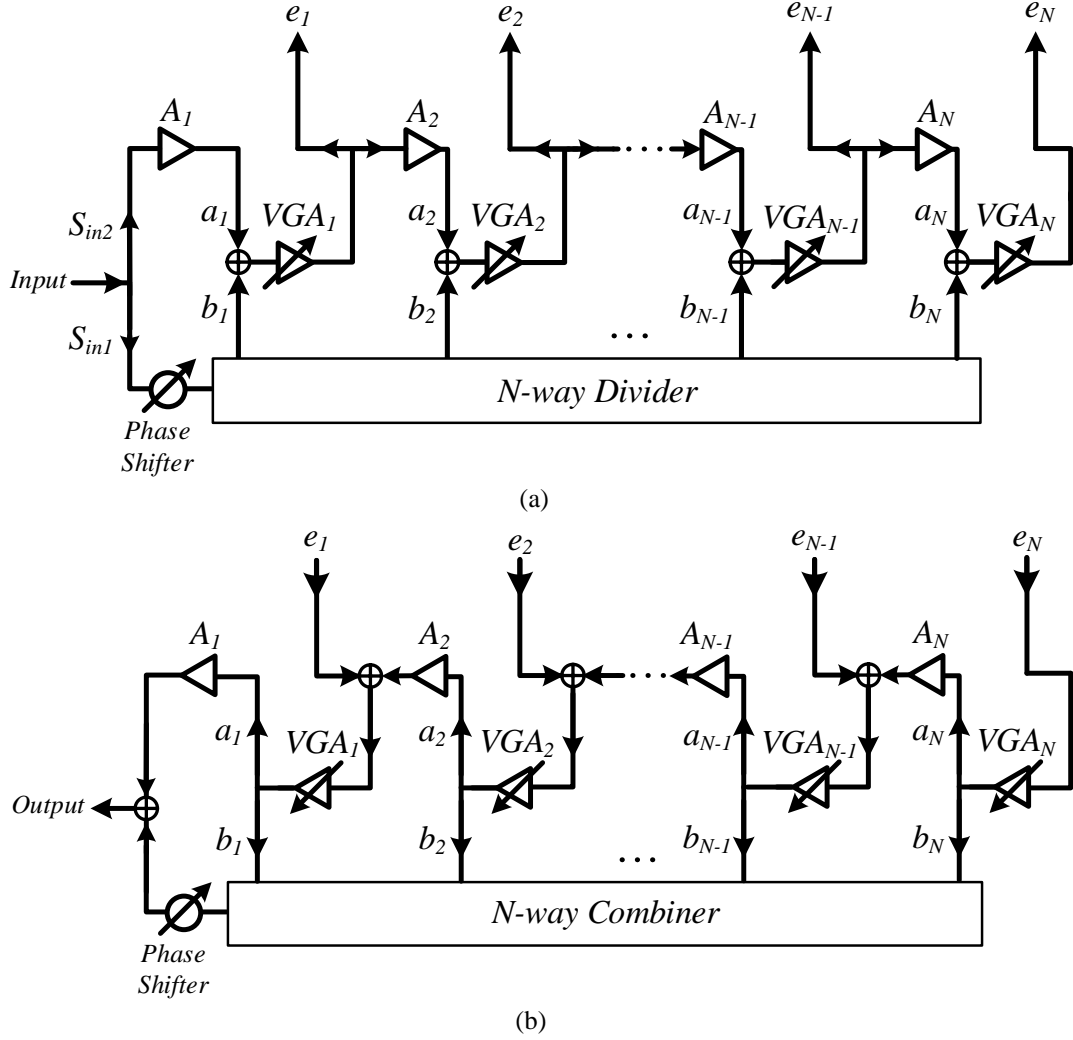 e1 e2 eN-1 eN
A1 A2 AN-1 AN
a1 VGA1 a2 VGA2 aN-1 VGAN-1 aN VGAN
Sin2
Input
b1 b2 bN-1 bN
Sin1
...
N-way Divider
Phase
Shifter
(a)
e1 e2 eN-1 eN
A1 A2 AN-1 AN
a1 VGA1 a2 VGA2 aN-1 VGAN-1 aN VGAN
Output
b1 b2 bN-1 bN
...
N-way Combiner
Phase
Shifter
(b)